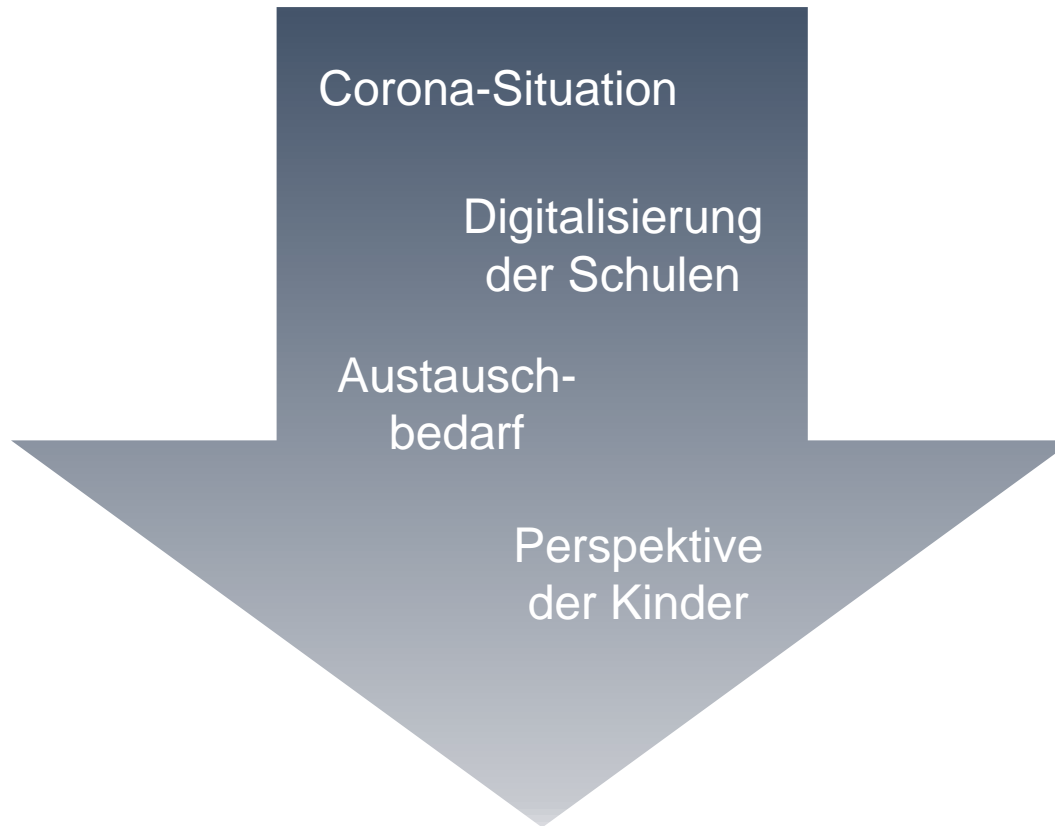 Corona-Situation
Digitalisierung
der Schulen
Austausch-
bedarf
Perspektive
der Kinder